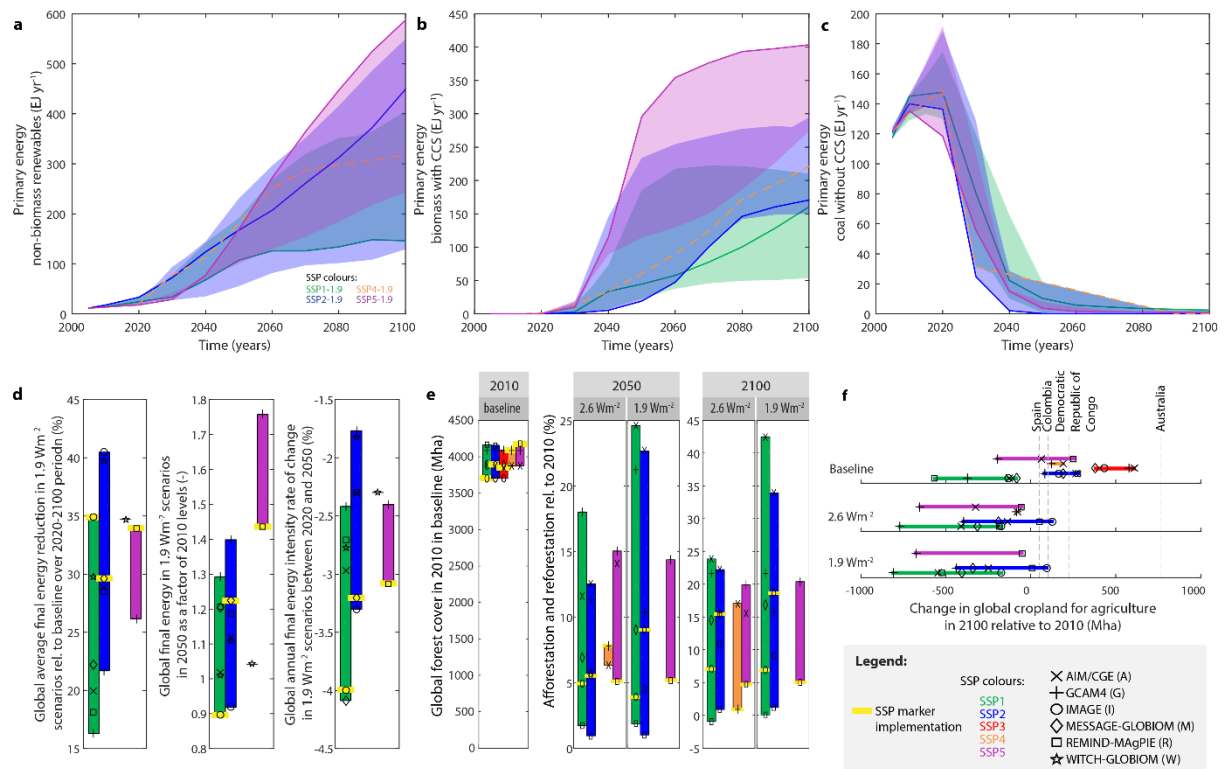 a
Primary energy
non-biomass renewables (EJ yr⁻¹)
600
500
400
300
200
100
0
2000 2020 2040 2060 2080 2100
Time (years)
SSP colours:
SSP1-1.9 SSP4-1.9
SSP2-1.9 SSP5-1.9
b
Primary energy
biomass with CCS (EJ yr⁻¹)
450
400
350
300
250
200
150
100
50
0
2000 2020 2040 2060 2080 2100
Time (years)
c
Primary energy
coal without CCS (EJ yr⁻¹)
200
180
160
140
120
100
80
60
40
20
0
2000 2020 2040 2060 2080 2100
Time (years)
d
Global average final energy reduction in 1.9 Wm⁻²
scenarios rel. to baseline over 2020-2100 periodin (%)
45
40
35
30
25
20
15
Global final energy in 1.9 Wm⁻² scenarios
in 2050 as a factor of 2010 levels (-)
1.8
1.7
1.6
1.5
1.4
1.3
1.2
1.1
1.0
0.9
0.8
Global annual final energy intensity rate of change
in 1.9 Wm⁻² scenarios between 2020 and 2050 (%)
-1.5
-2.0
-2.5
-3.0
-3.5
-4.0
-4.5
e
2010
baseline
Global forest cover in 2010 in baseline (Mha)
4500
4000
3500
3000
2500
2000
1500
1000
500
0
2050
2.6 Wm⁻² 1.9 Wm⁻²
2100
2.6 Wm⁻² 1.9 Wm⁻²
Afforestation and reforestation rel. to 2010 (%)
25
20
15
10
5
0
45
40
35
30
25
20
15
10
5
0
-5
f
Spain
Colombia
Democratic
Republic of
Congo
Australia
Baseline
2.6 Wm⁻²
1.9 Wm⁻²
-1000 -500 0 500 1000
Change in global cropland for agriculture
in 2100 relative to 2010 (Mha)
Legend:
SSP marker
implementation
SSP colours:
SSP1
SSP2
SSP3
SSP4
SSP5
AIM/CGE (A)
GCAM4 (G)
IMAGE (I)
MESSAGE-GLOBIOM (M)
REMIND-MAgPIE (R)
WITCH-GLOBIOM (W)